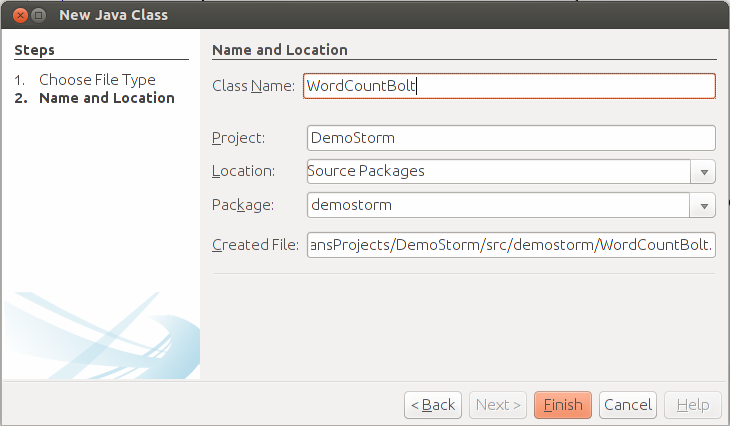 New Java Class
Steps
1. Choose File Type
2. Name and Location
Name and Location
Class Name: WordCountBolt
Project: DemoStorm
Location: Source Packages
Package: demostorm
Created File: ansProjects/DemoStorm/src/demostorm/WordCountBolt.
< Back Next > Finish Cancel Help